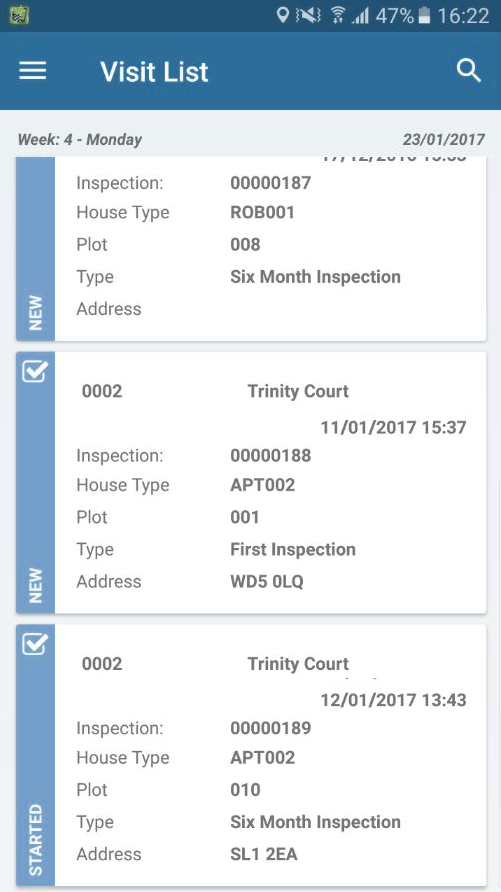 47% 16:22
Visit List
Week: 4 - Monday 23/01/2017
Inspection: 00000187
House Type ROB001
Plot 008
Type Six Month Inspection
Address
NEW
0002 Trinity Court
11/01/2017 15:37
Inspection: 00000188
House Type APT002
Plot 001
Type First Inspection
Address WD5 0LQ
NEW
0002 Trinity Court
12/01/2017 13:43
Inspection: 00000189
House Type APT002
Plot 010
Type Six Month Inspection
Address SL1 2EA
STARTED